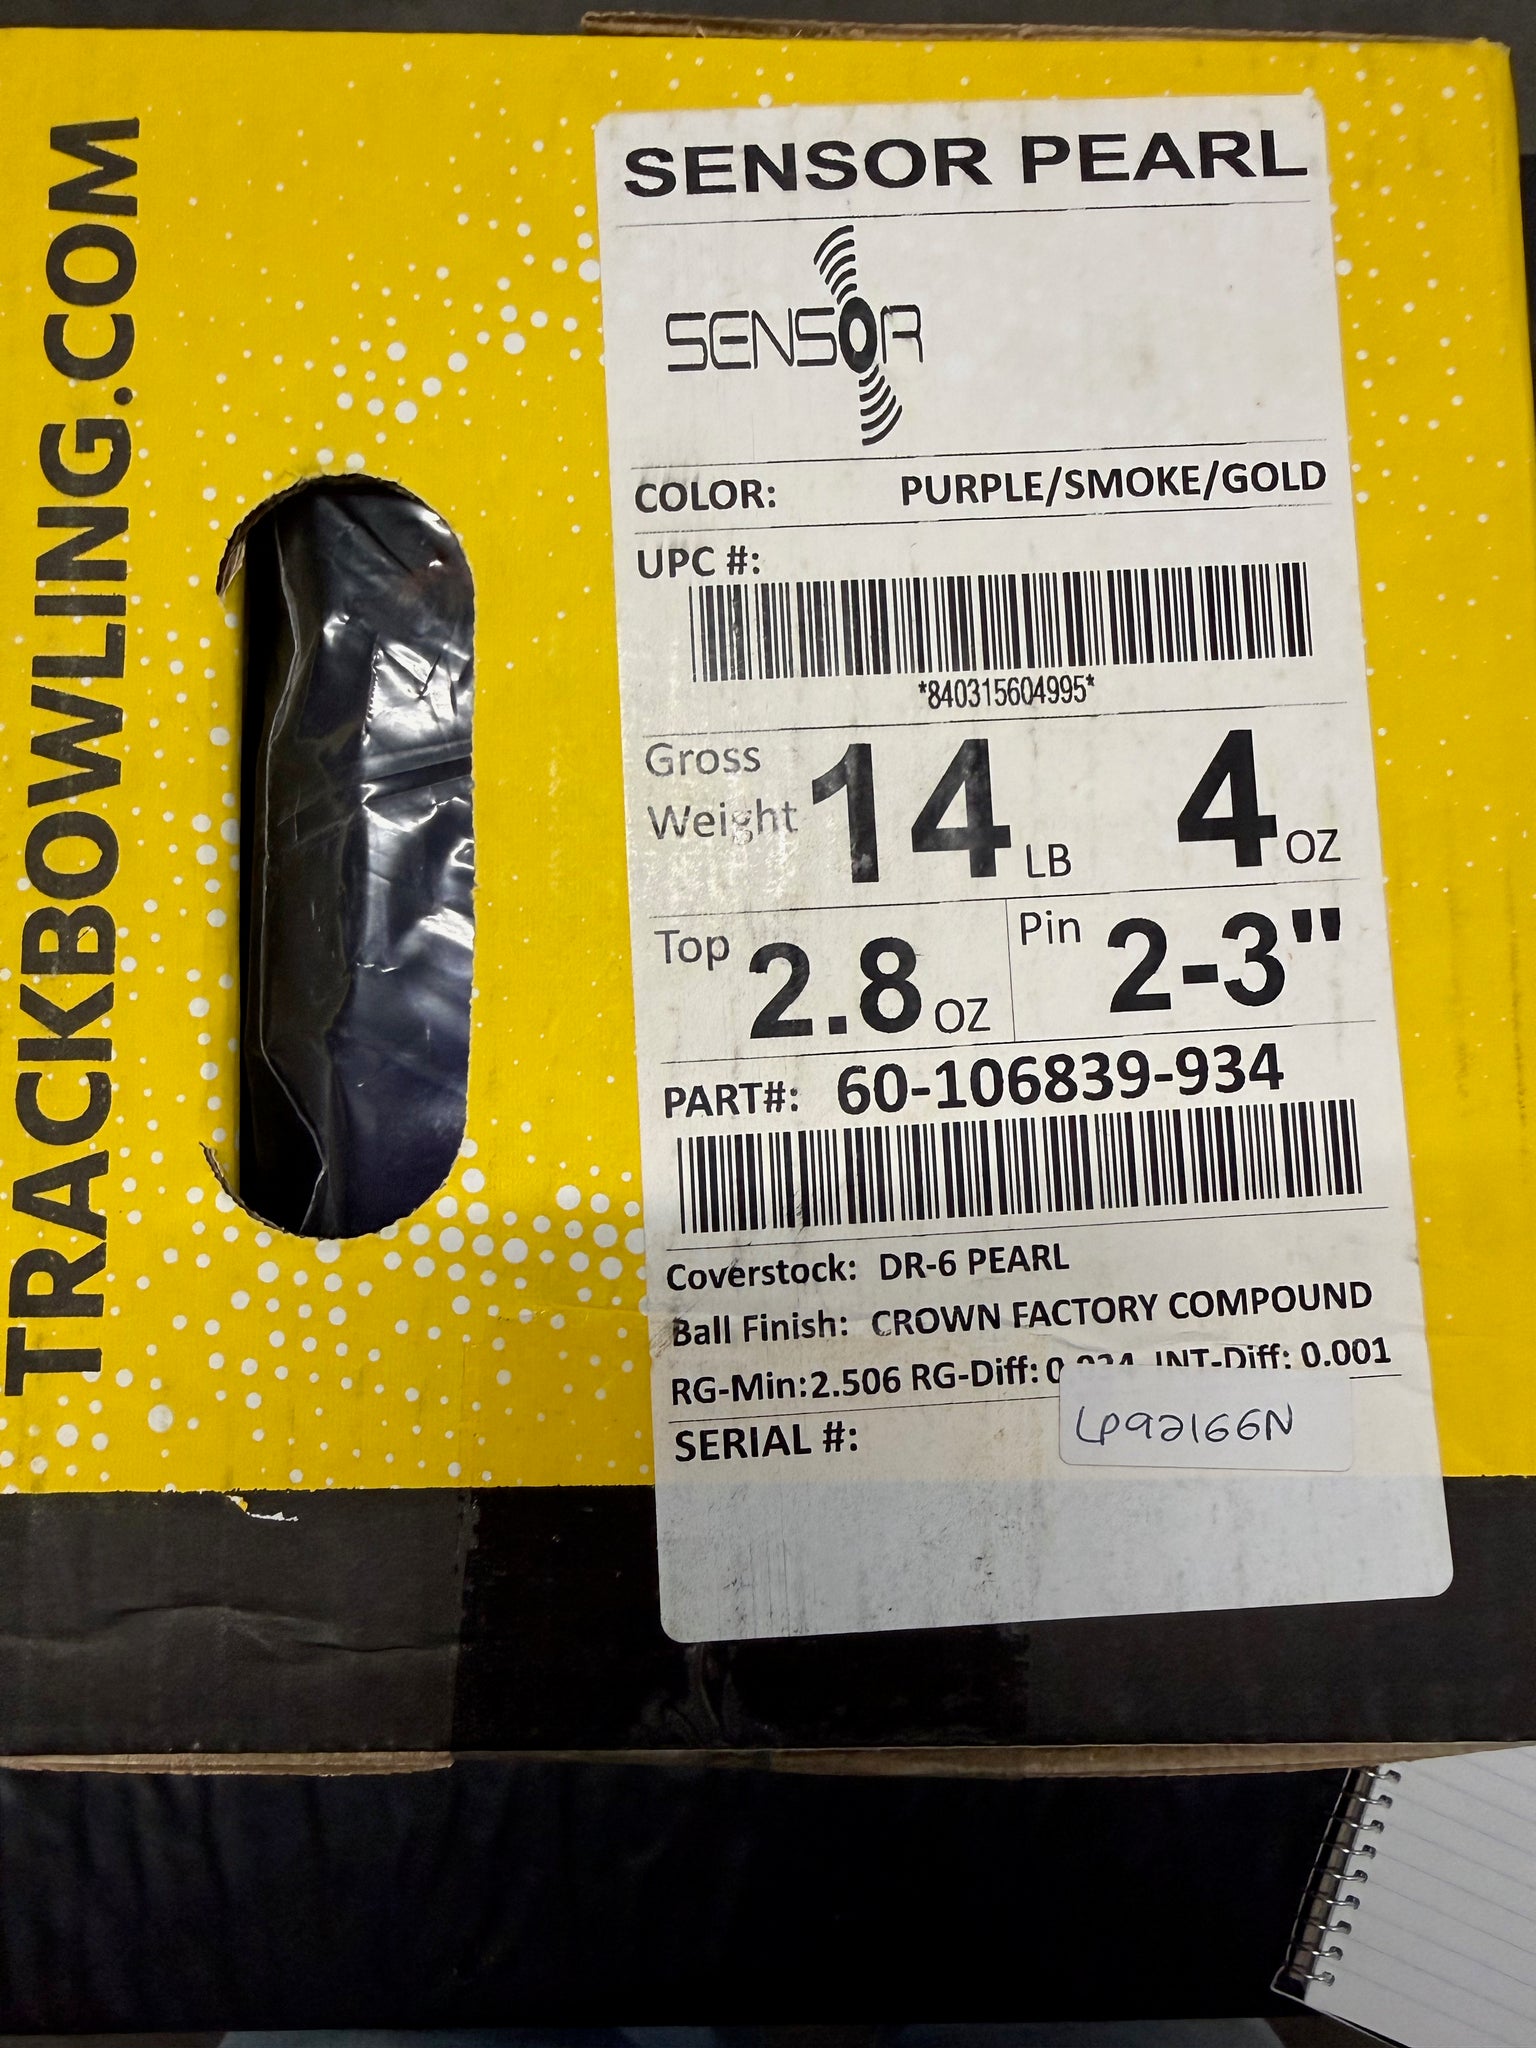 TRACKBOWLING.COM
SENSOR PEARL
SENSOR
COLOR: PURPLE/SMOKE/GOLD
UPC #:
*840315604995*
Gross Weight 14 LB 4 OZ
Top 2.8 OZ Pin 2-3"
PART#: 60-106839-934
Coverstock: DR-6 PEARL
Ball Finish: CROWN FACTORY COMPOUND
RG-Min:2.506 RG-Diff: INT-Diff: 0.001
SERIAL #: LP92166N